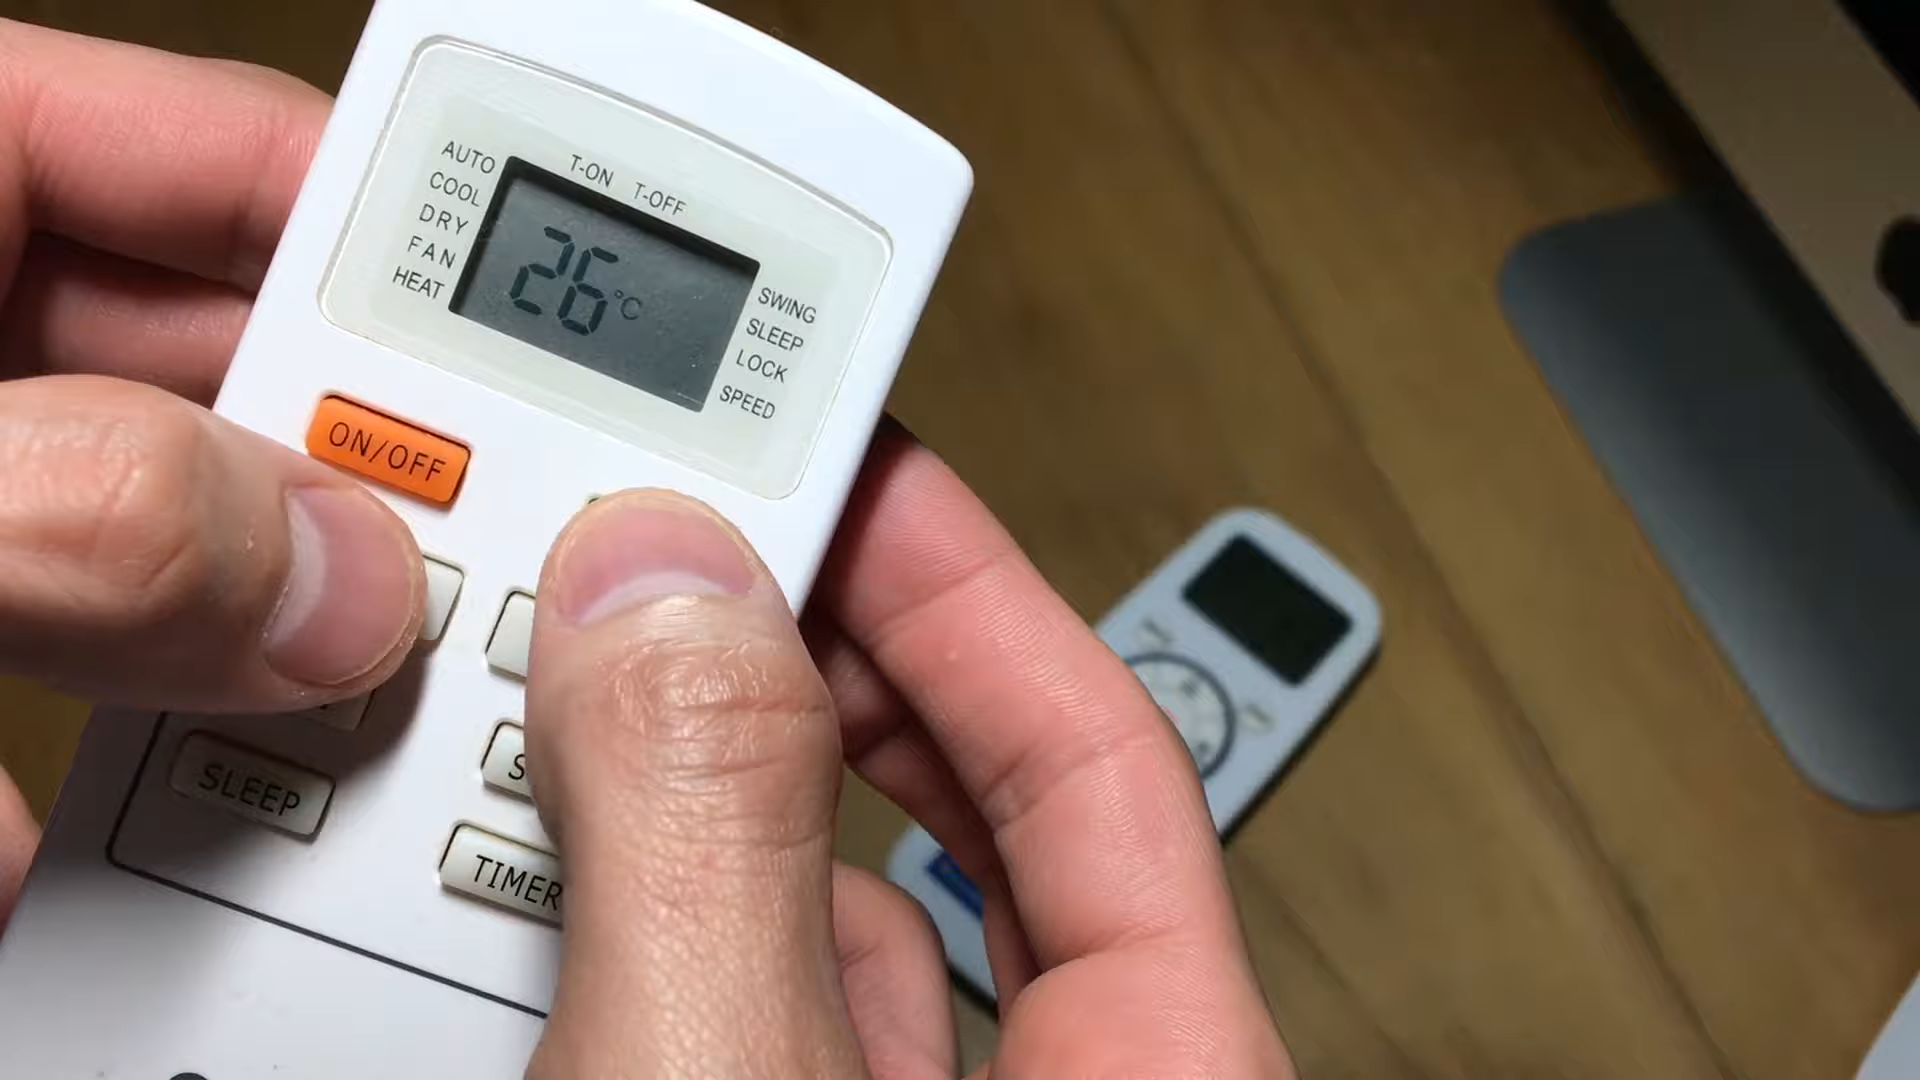 AUTO
COOL
DRY
FAN
HEAT
T-ON T-OFF
26°C
SWING
SLEEP
LOCK
SPEED
ON/OFF
SLEEP
TIMER